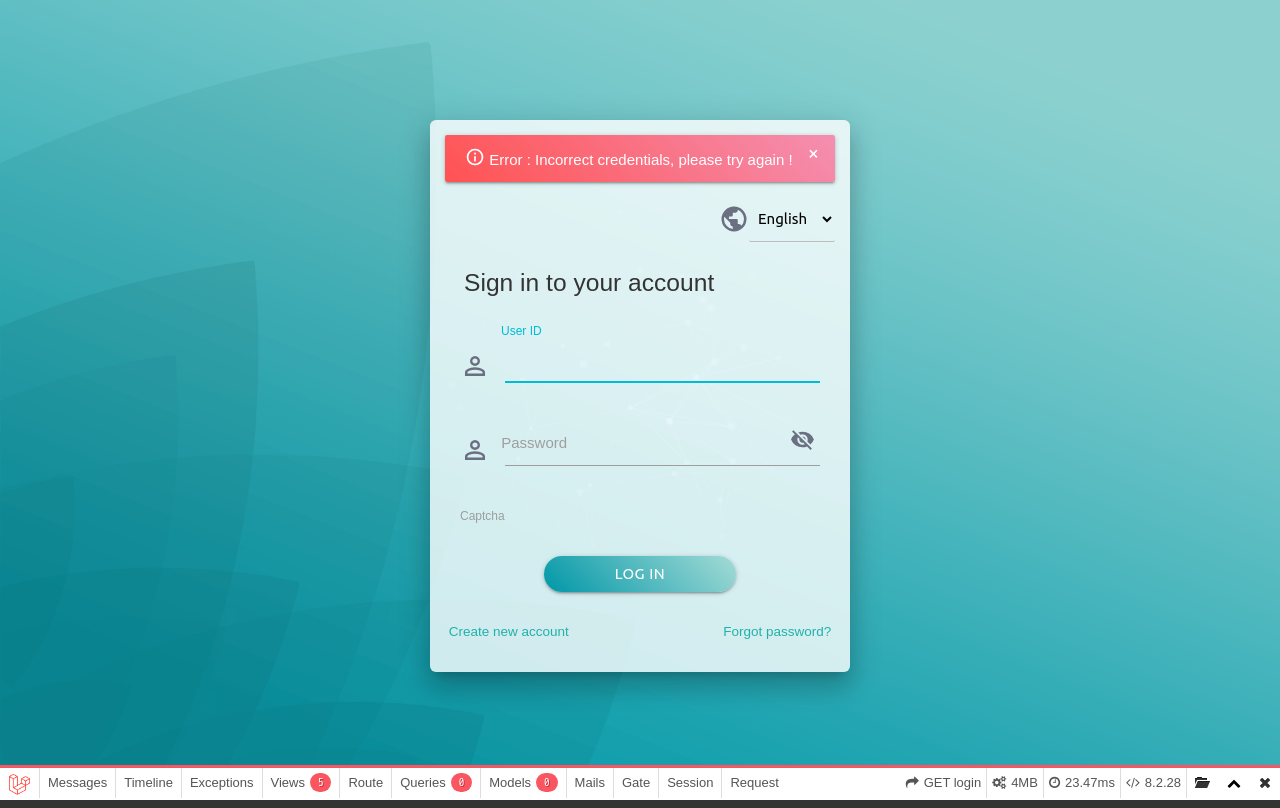 Error : Incorrect credentials, please try again !
×
English
Sign in to your account
User ID
Password
Captcha
LOG IN
Create new account
Forgot password?
Messages
Timeline
Exceptions
Views 5
Route
Queries 0
Models 0
Mails
Gate
Session
Request
GET login
4MB
23.47ms
8.2.28